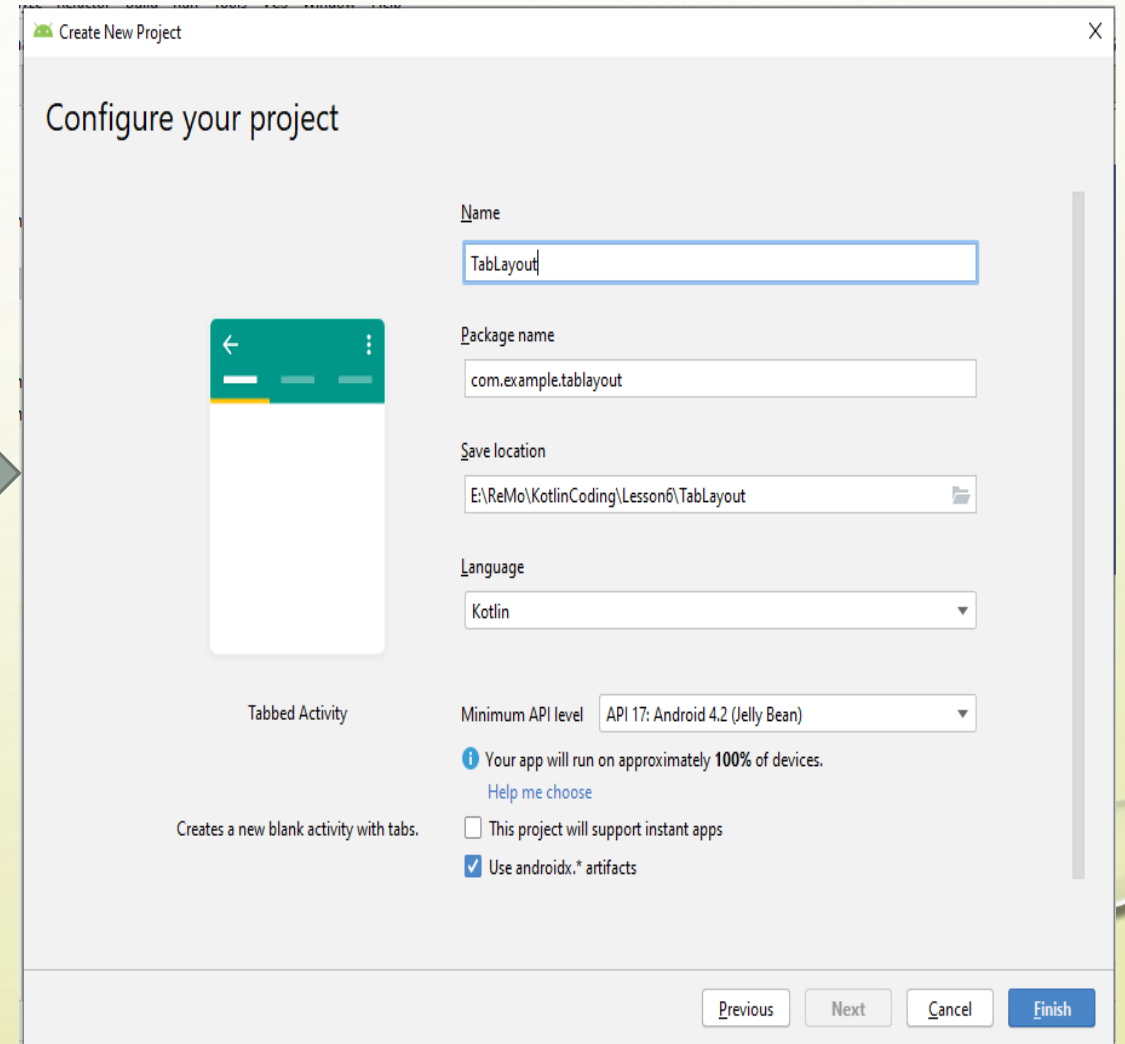 Create New Project
Configure your project
Name
TabLayout
Package name
com.example.tablayout
Save location
E:\ReMo\KotlinCoding\Lesson6\TabLayout
Language
Kotlin
Tabbed Activity
Minimum API level API 17: Android 4.2 (Jelly Bean)
Your app will run on approximately 100% of devices.
Help me choose
Creates a new blank activity with tabs.
This project will support instant apps
Use androidx.* artifacts
Previous Next Cancel Finish